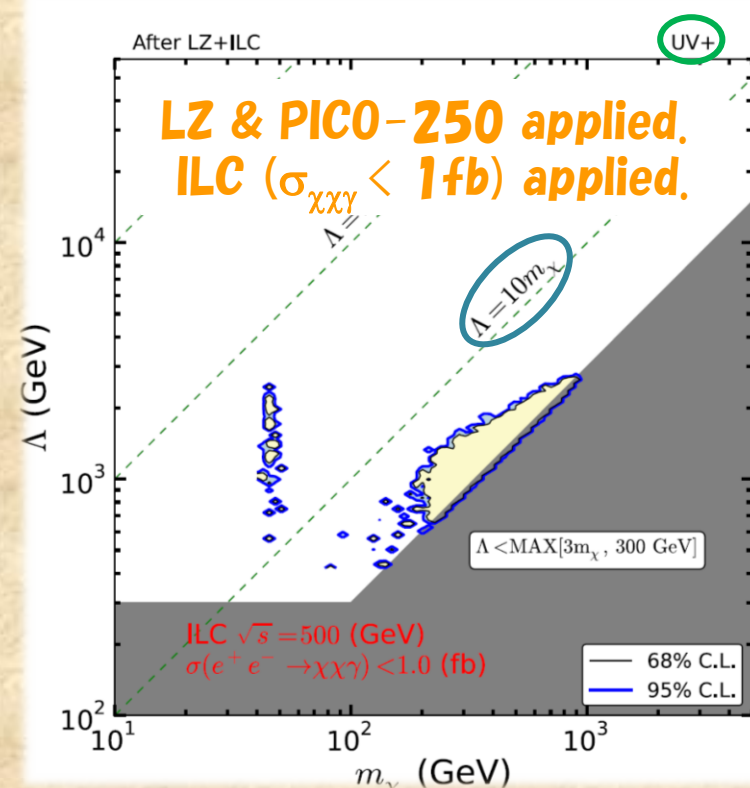 After LZ+ILC
UV+
LZ & PICO-250 applied.
ILC (σχχγ < 1fb) applied.
Λ=
Λ=10mχ
10⁴
10³
10²
Λ (GeV)
Λ<MAX[3mχ, 300 GeV]
ILC √s=500 (GeV)
σ(e⁺ e⁻ →χχγ)<1.0 (fb)
68% C.L.
95% C.L.
10¹
10²
10³
mχ (GeV)